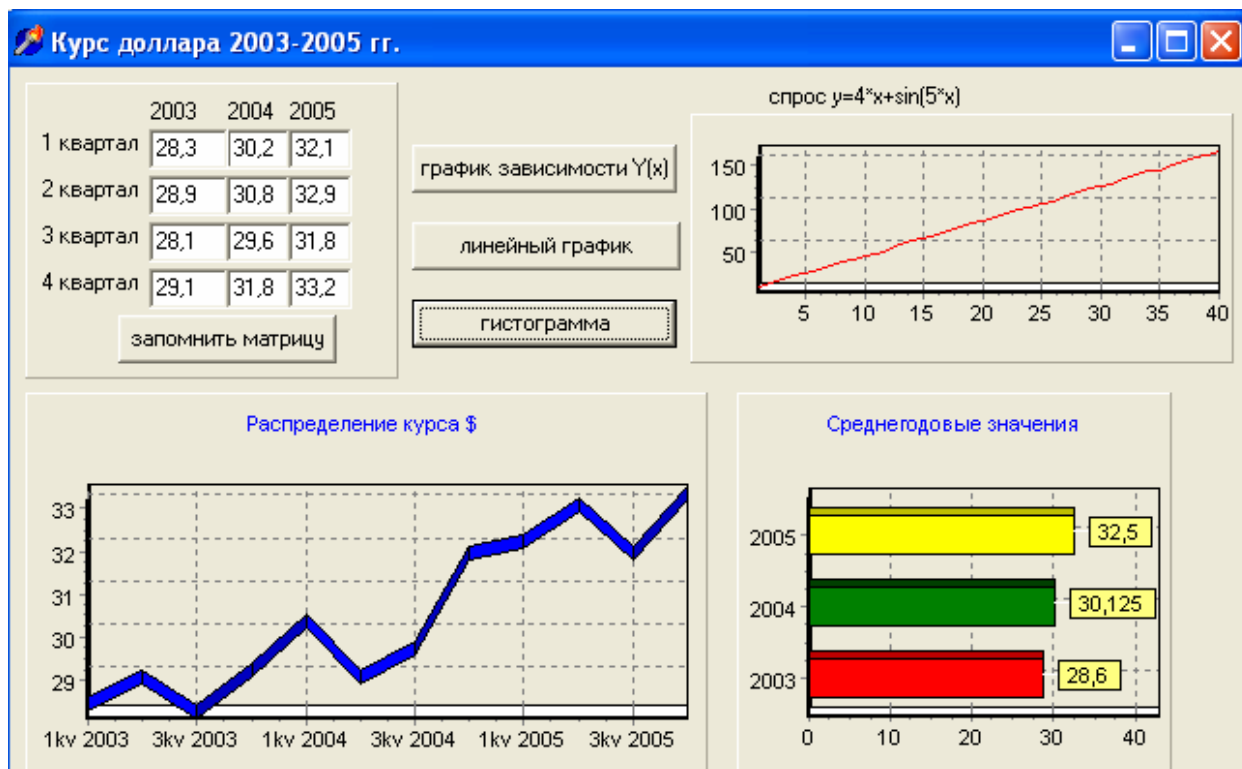 Курс доллара 2003-2005 гг.
2003 2004 2005
1 квартал 28,3 30,2 32,1
2 квартал 28,9 30,8 32,9
3 квартал 28,1 29,6 31,8
4 квартал 29,1 31,8 33,2
запомнить матрицу
график зависимости Y(x)
линейный график
гистограмма
спрос y=4*x+sin(5*x)
150
100
50
5 10 15 20 25 30 35 40
Распределение курса $
33
32
31
30
29
1kv 2003 3kv 2003 1kv 2004 3kv 2004 1kv 2005 3kv 2005
Среднегодовые значения
2005 32,5
2004 30,125
2003 28,6
0 10 20 30 40